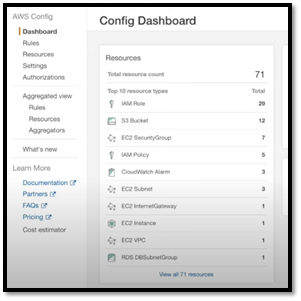 AWS Config
Dashboard
Rules
Resources
Settings
Authorizations
Aggregated view
Rules
Resources
Aggregators
What's new
Learn More
Documentation
Partners
FAQs
Pricing
Cost estimator
Config Dashboard
Resources
Total resource count 71
Top 10 resource types Total
IAM Role 29
S3 Bucket 12
EC2 SecurityGroup 7
IAM Policy 5
CloudWatch Alarm 3
EC2 Subnet 3
EC2 InternetGateway 1
EC2 Instance 1
EC2 VPC 1
RDS DBSubnetGroup 1
View all 71 resources